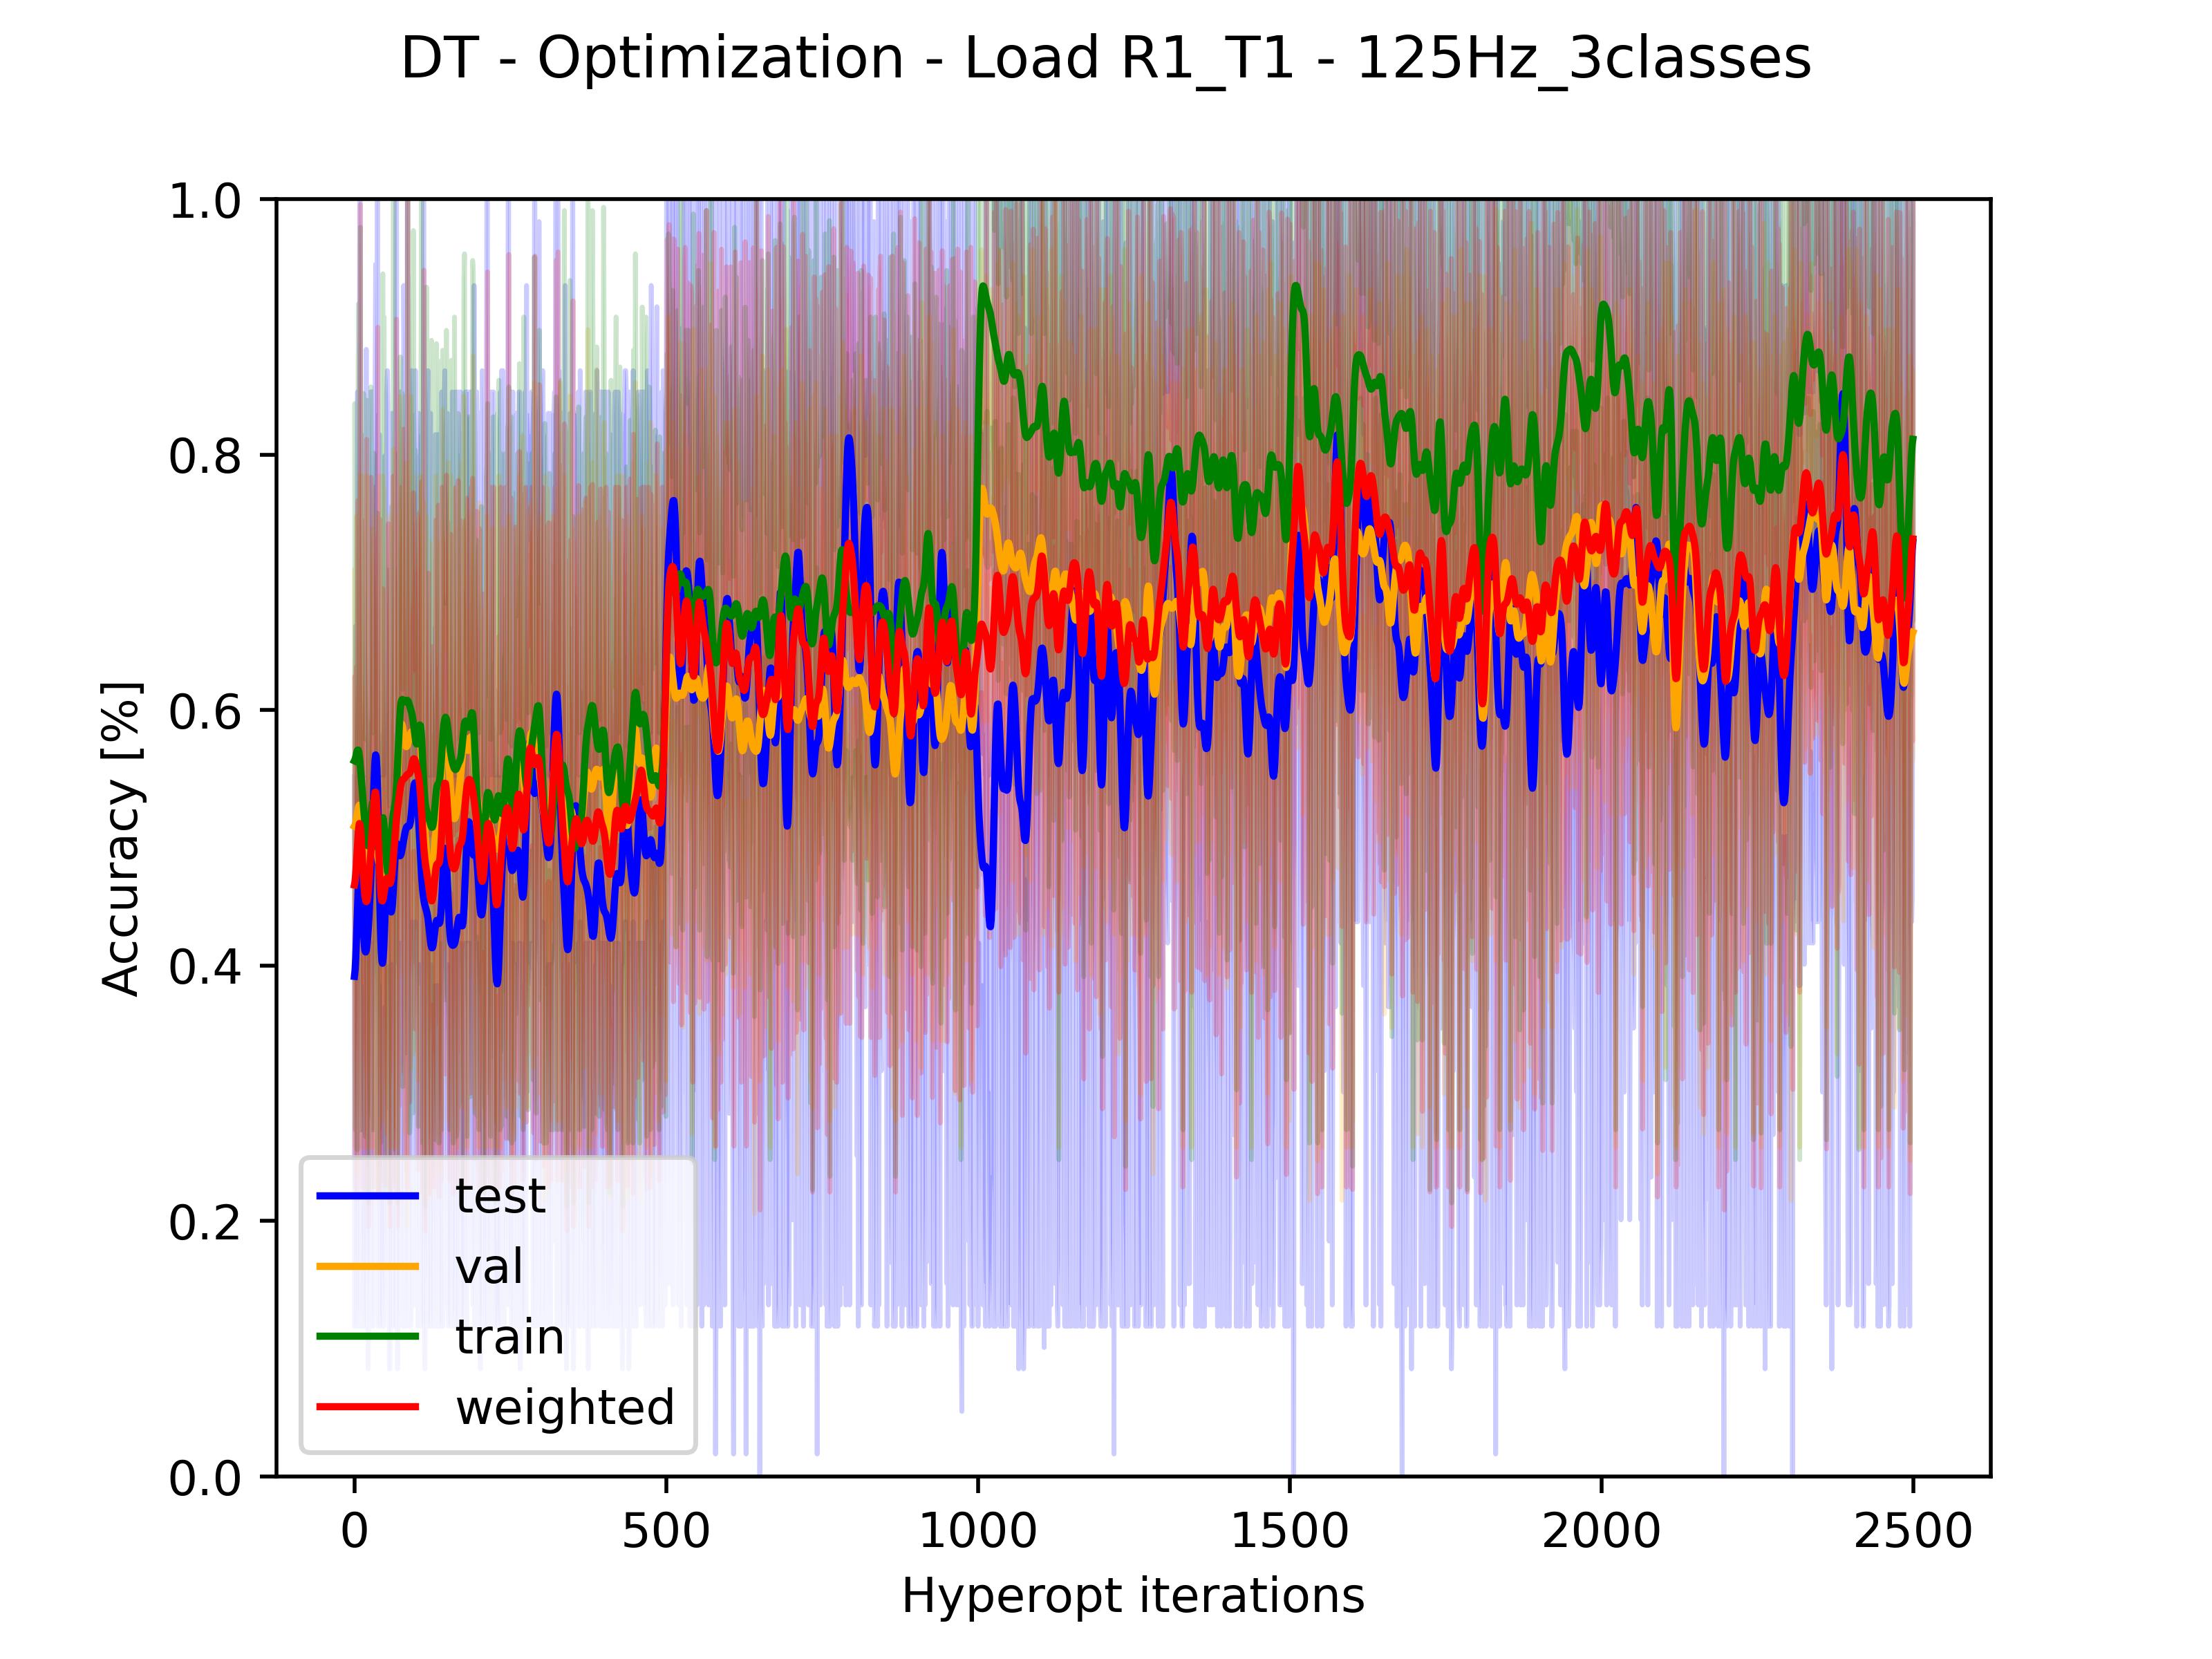 DT - Optimization - Load R1_T1 - 125Hz_3classes
1.0
0.8
0.6
0.4
0.2
0.0
Accuracy [%]
test
val
train
weighted
0 500 1000 1500 2000 2500
Hyperopt iterations